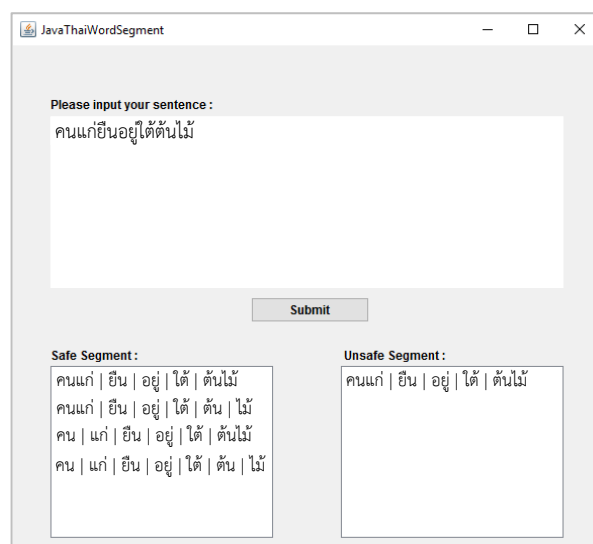 JavaThaiWordSegment
Please input your sentence :
คนแก่ยืนอยู่ใต้ต้นไม้
Submit
Safe Segment :
คนแก่ | ยืน | อยู่ | ใต้ | ต้นไม้
คนแก่ | ยืน | อยู่ | ใต้ | ต้น | ไม้
คน | แก่ | ยืน | อยู่ | ใต้ | ต้นไม้
คน | แก่ | ยืน | อยู่ | ใต้ | ต้น | ไม้
Unsafe Segment :
คนแก่ | ยืน | อยู่ | ใต้ | ต้นไม้